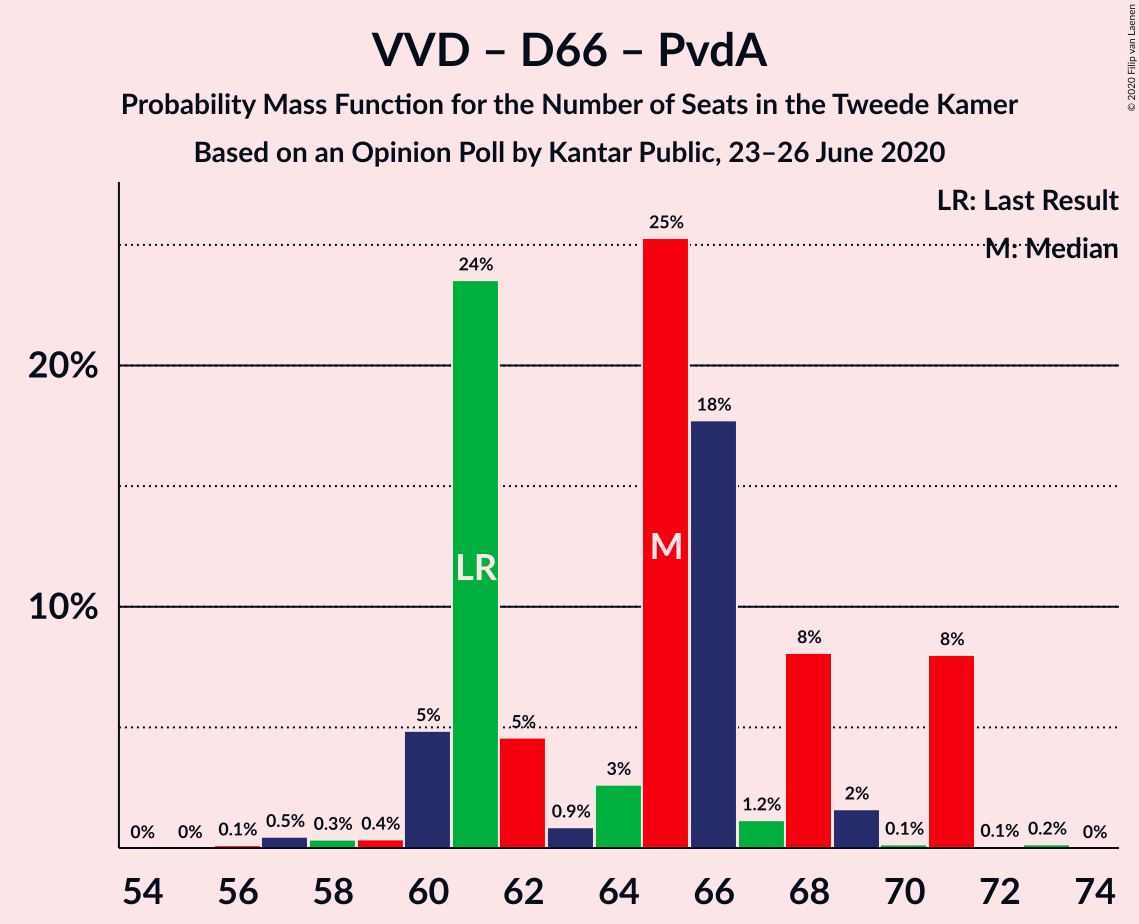 © 2020 Filip van Laenen
VVD – D66 – PvdA
Probability Mass Function for the Number of Seats in the Tweede Kamer
Based on an Opinion Poll by Kantar Public, 23–26 June 2020
LR: Last Result
M: Median
20%
10%
0% 0% 0.1% 0.5% 0.3% 0.4% 5% 24% 5% 0.9% 3% 25% 18% 1.2% 8% 2% 0.1% 8% 0.1% 0.2% 0%
LR M
54 56 58 60 62 64 66 68 70 72 74